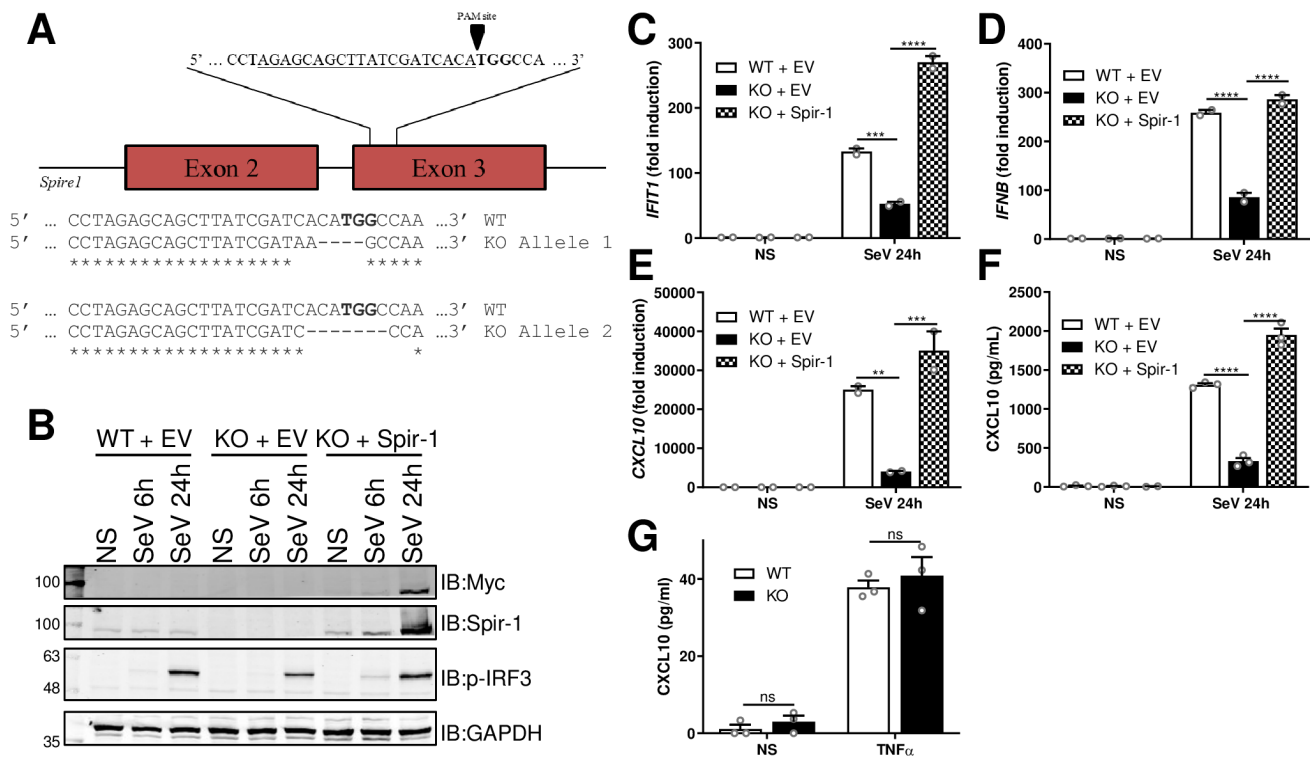 A
PAM site
5' ... CCTAGAGCAGCTTATCGATCACATGGCCA ... 3'
Exon 2
Exon 3
Spire1
5' … CCTAGAGCAGCTTATCGATCACATGGCCAA …3' WT
5' … CCTAGAGCAGCTTATCGATAA----GCCAA …3' KO Allele 1
******************* *****
5' … CCTAGAGCAGCTTATCGATCACATGGCCAA …3' WT
5' … CCTAGAGCAGCTTATCGATC-------CCA …3' KO Allele 2
******************** *
B
WT + EV
KO + EV
KO + Spir-1
NS
SeV 6h
SeV 24h
NS
SeV 6h
SeV 24h
NS
SeV 6h
SeV 24h
100
IB:Myc
100
IB:Spir-1
63
48
IB:p-IRF3
35
IB:GAPDH
C
IFIT1 (fold induction)
300
200
100
0
WT + EV
KO + EV
KO + Spir-1
***
****
NS
SeV 24h
D
IFNB (fold induction)
400
300
200
100
0
WT + EV
KO + EV
KO + Spir-1
****
****
NS
SeV 24h
E
CXCL10 (fold induction)
50000
40000
30000
20000
10000
0
WT + EV
KO + EV
KO + Spir-1
**
***
NS
SeV 24h
F
CXCL10 (pg/mL)
2500
2000
1500
1000
500
0
WT + EV
KO + EV
KO + Spir-1
****
****
NS
SeV 24h
G
CXCL10 (pg/ml)
40
20
0
WT
KO
ns
ns
NS
TNFα